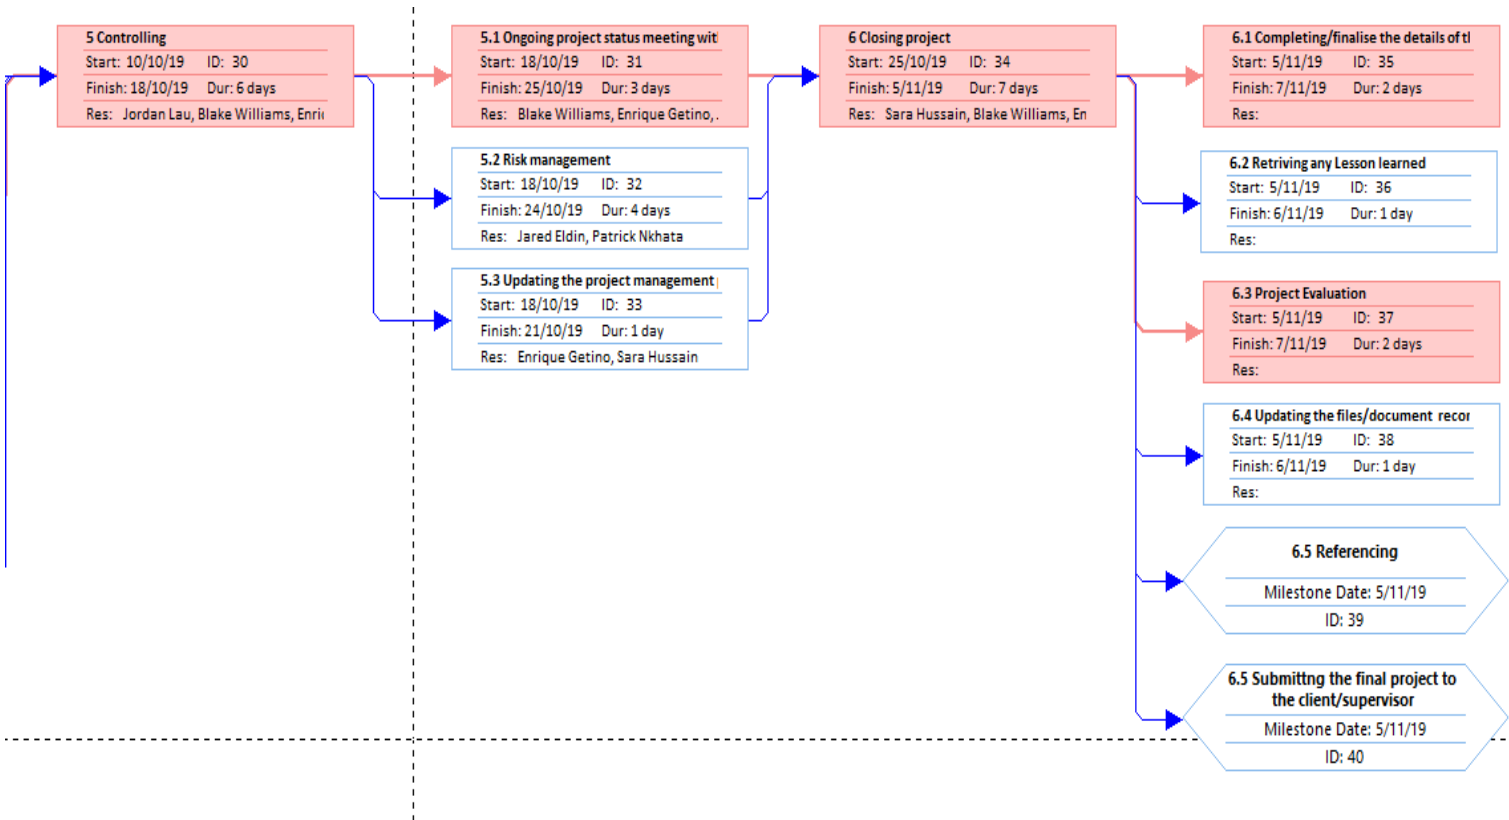 5 Controlling
Start: 10/10/19 ID: 30
Finish: 18/10/19 Dur: 6 days
Res: Jordan Lau, Blake Williams, Enri
5.1 Ongoing project status meeting wit
Start: 18/10/19 ID: 31
Finish: 25/10/19 Dur: 3 days
Res: Blake Williams, Enrique Getino, .
5.2 Risk management
Start: 18/10/19 ID: 32
Finish: 24/10/19 Dur: 4 days
Res: Jared Eldin, Patrick Nkhata
5.3 Updating the project management
Start: 18/10/19 ID: 33
Finish: 21/10/19 Dur: 1 day
Res: Enrique Getino, Sara Hussain
6 Closing project
Start: 25/10/19 ID: 34
Finish: 5/11/19 Dur: 7 days
Res: Sara Hussain, Blake Williams, En
6.1 Completing/finalise the details of tl
Start: 5/11/19 ID: 35
Finish: 7/11/19 Dur: 2 days
Res:
6.2 Retriving any Lesson learned
Start: 5/11/19 ID: 36
Finish: 6/11/19 Dur: 1 day
Res:
6.3 Project Evaluation
Start: 5/11/19 ID: 37
Finish: 7/11/19 Dur: 2 days
Res:
6.4 Updating the files/document recor
Start: 5/11/19 ID: 38
Finish: 6/11/19 Dur: 1 day
Res:
6.5 Referencing
Milestone Date: 5/11/19
ID: 39
6.5 Submittng the final project to
the client/supervisor
Milestone Date: 5/11/19
ID: 40